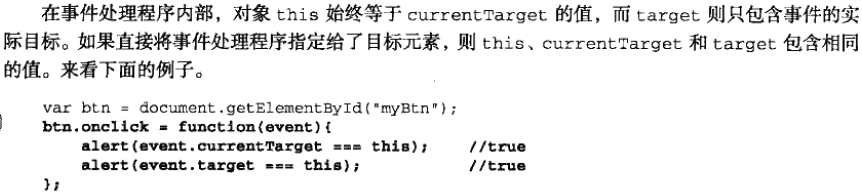 在事件处理程序内部，对象 this 始终等于 currentTarget 的值，而 target 则只包含事件的实
际目标。如果直接将事件处理程序指定给了目标元素，则 this、currentTarget 和 target 包含相同
的值。来看下面的例子。
var btn = document.getElementById("myBtn");
btn.onclick = function(event){
    alert(event.currentTarget === this);    //true
    alert(event.target === this);    //true
};